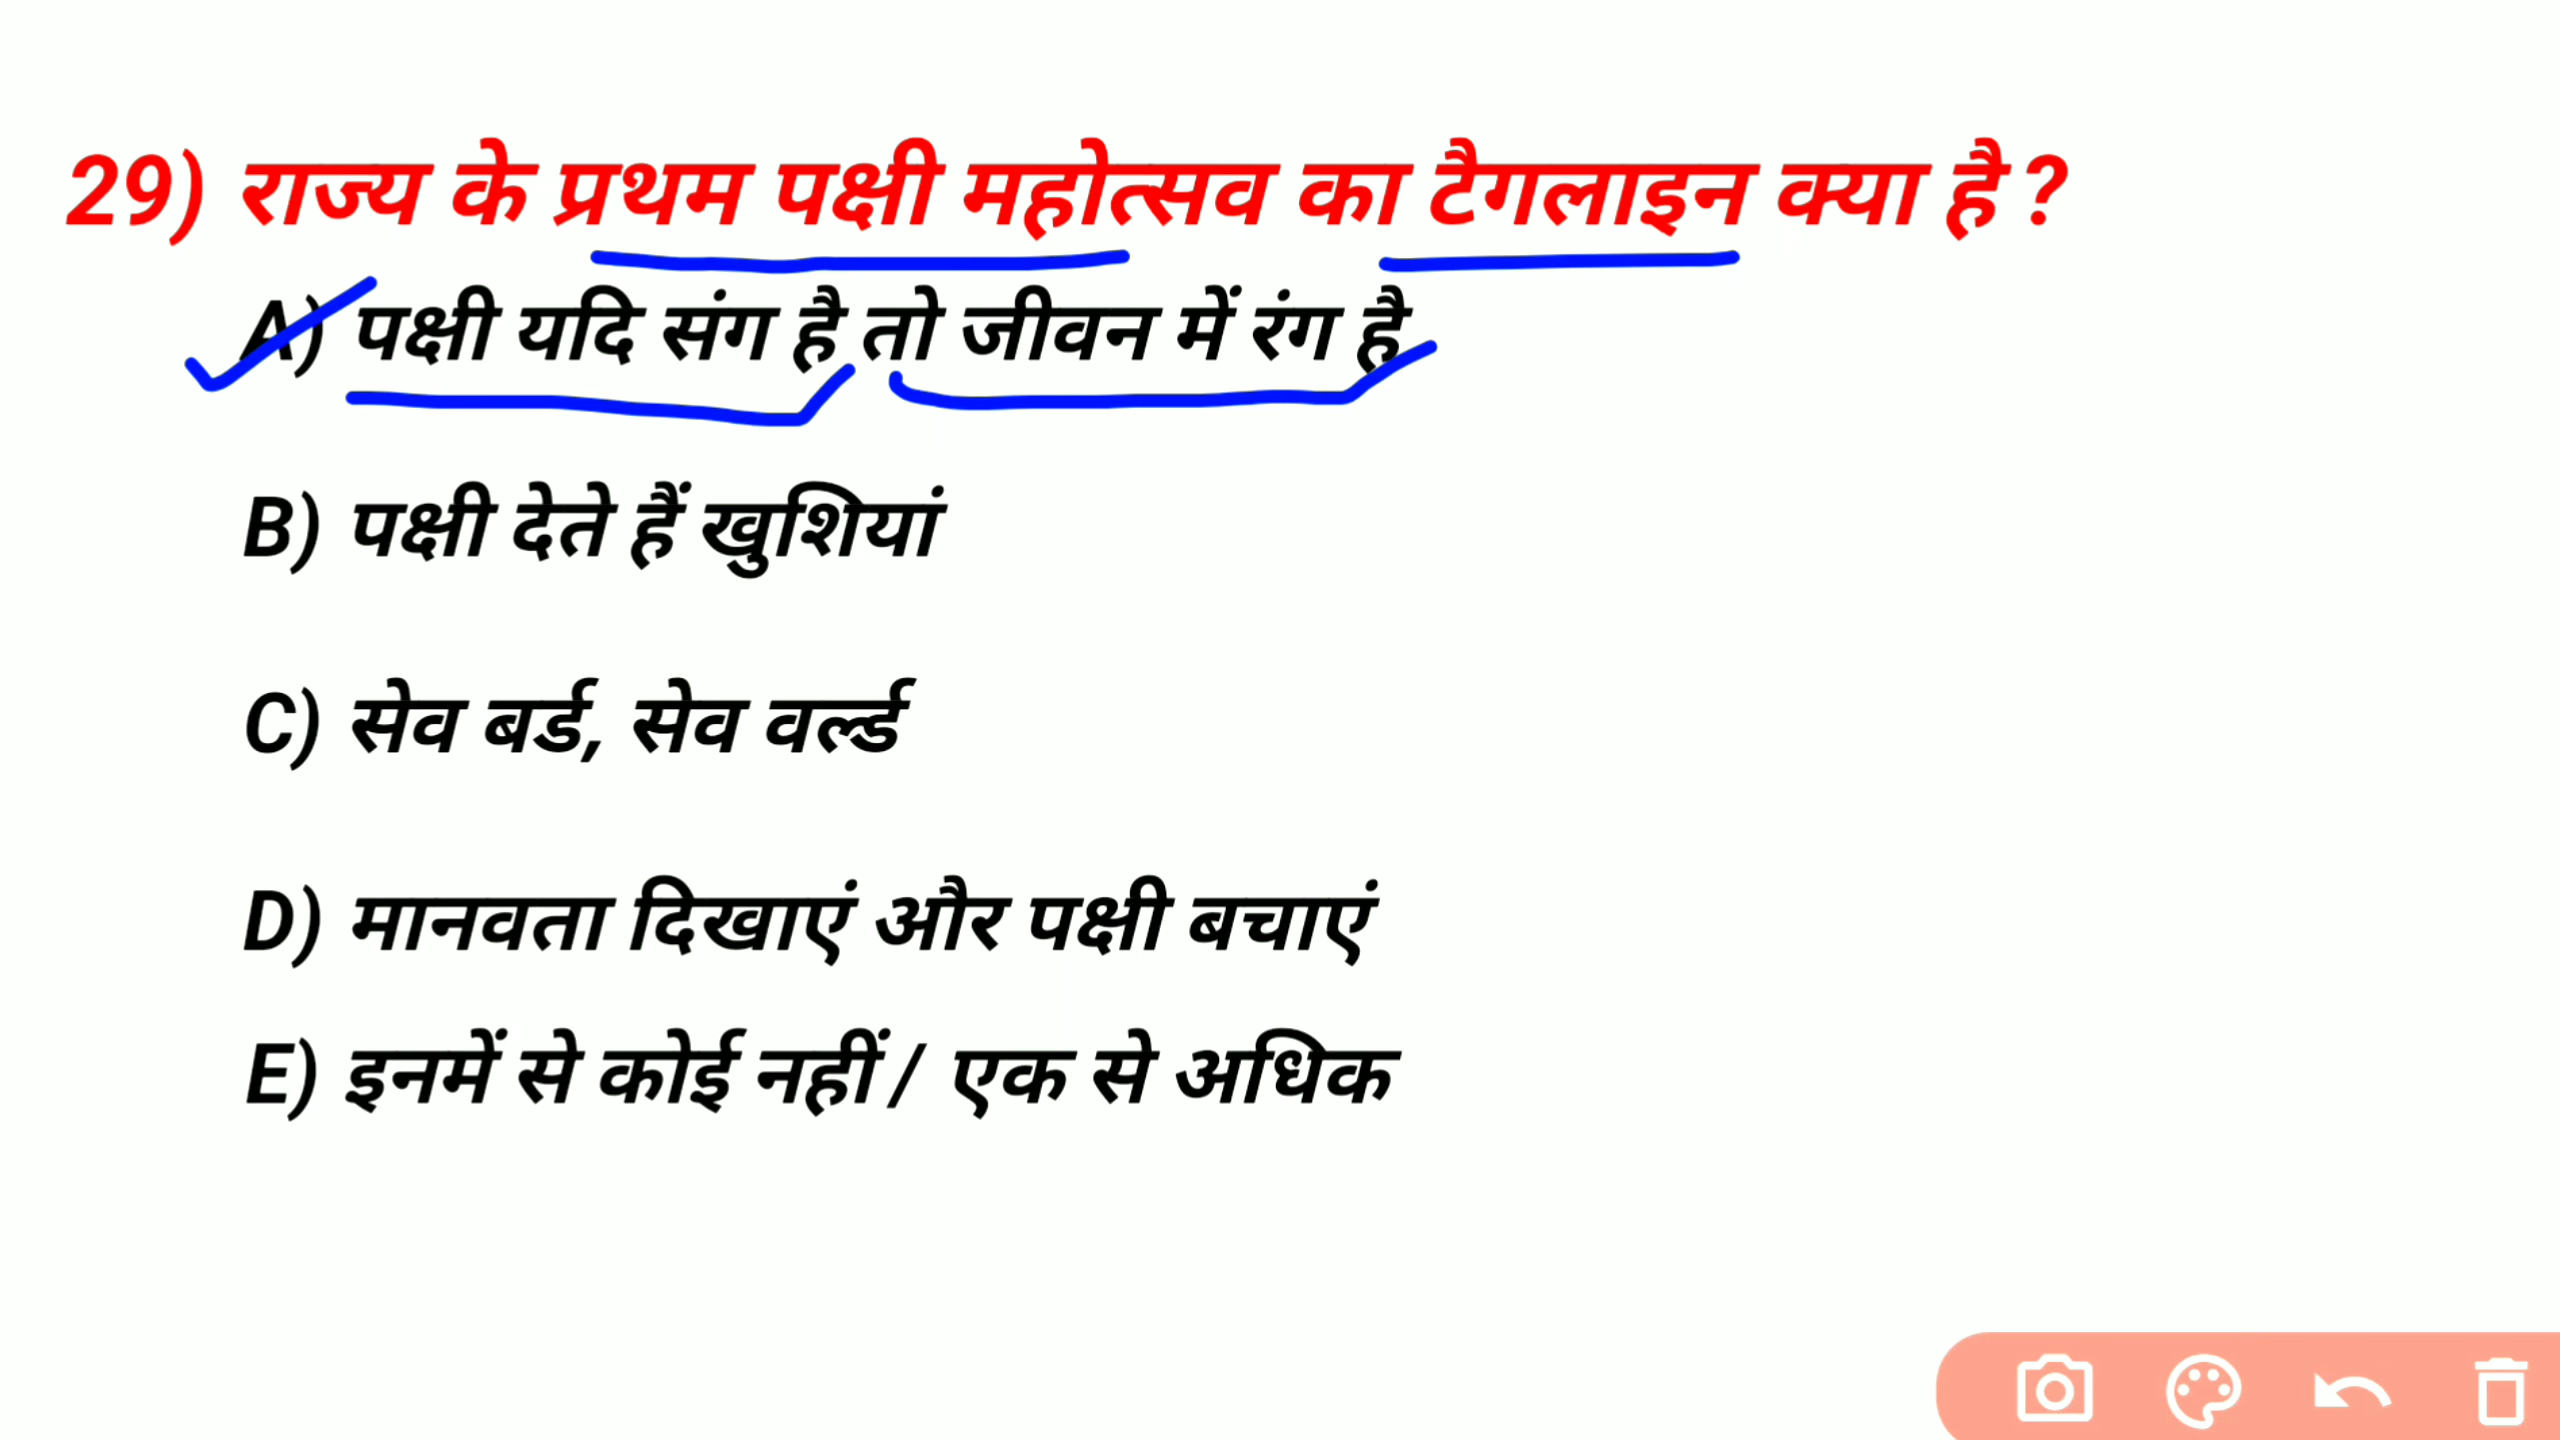 29) राज्य के प्रथम पक्षी महोत्सव का टैगलाइन क्या है ?
A) पक्षी यदि संग है तो जीवन में रंग है
B) पक्षी देते हैं खुशियां
C) सेव बर्ड, सेव वर्ल्ड
D) मानवता दिखाएं और पक्षी बचाएं
E) इनमें से कोई नहीं / एक से अधिक